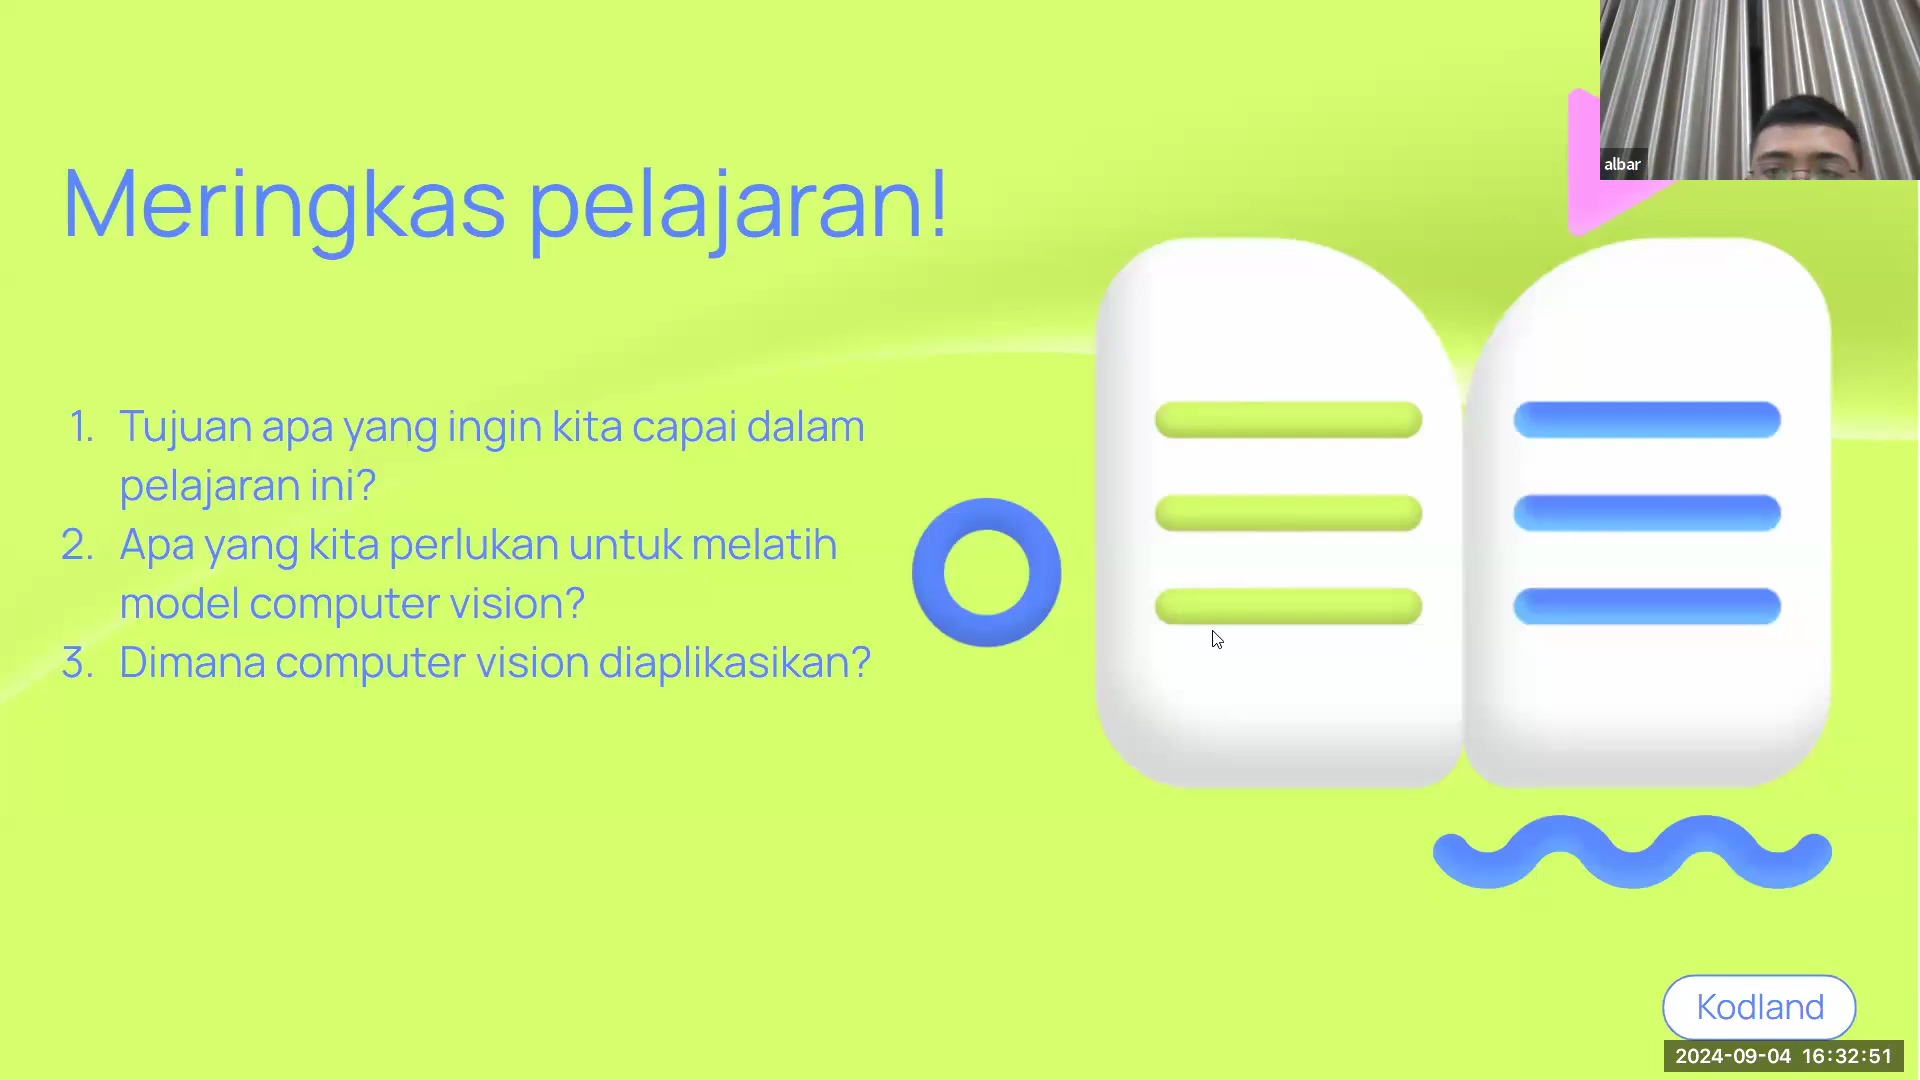 albar
Meringkas pelajaran!
1. Tujuan apa yang ingin kita capai dalam
pelajaran ini?
2. Apa yang kita perlukan untuk melatih
model computer vision?
3. Dimana computer vision diaplikasikan?
Kodland
2024-09-04 16:32:51